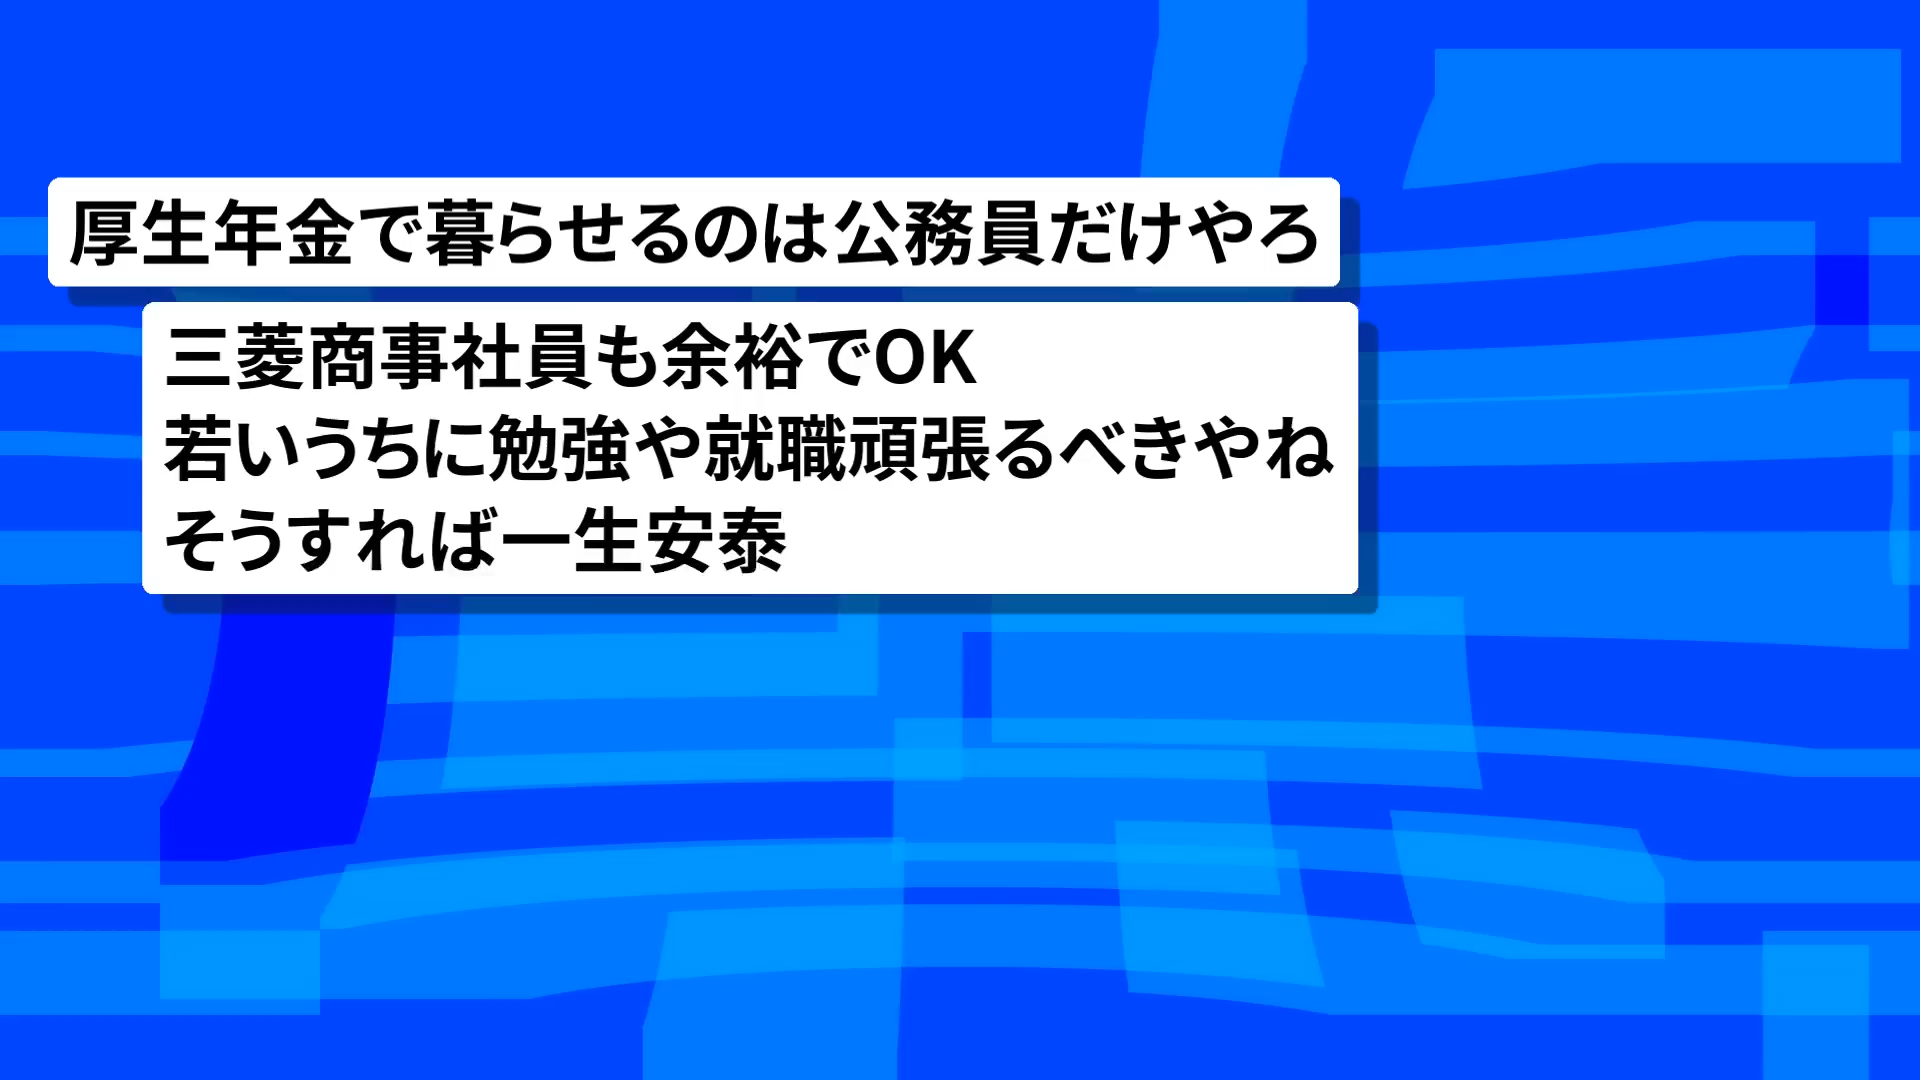 厚生年金で暮らせるのは公務員だけやろ
三菱商事社員も余裕でOK
若いうちに勉強や就職頑張るべきやね
そうすれば一生安泰